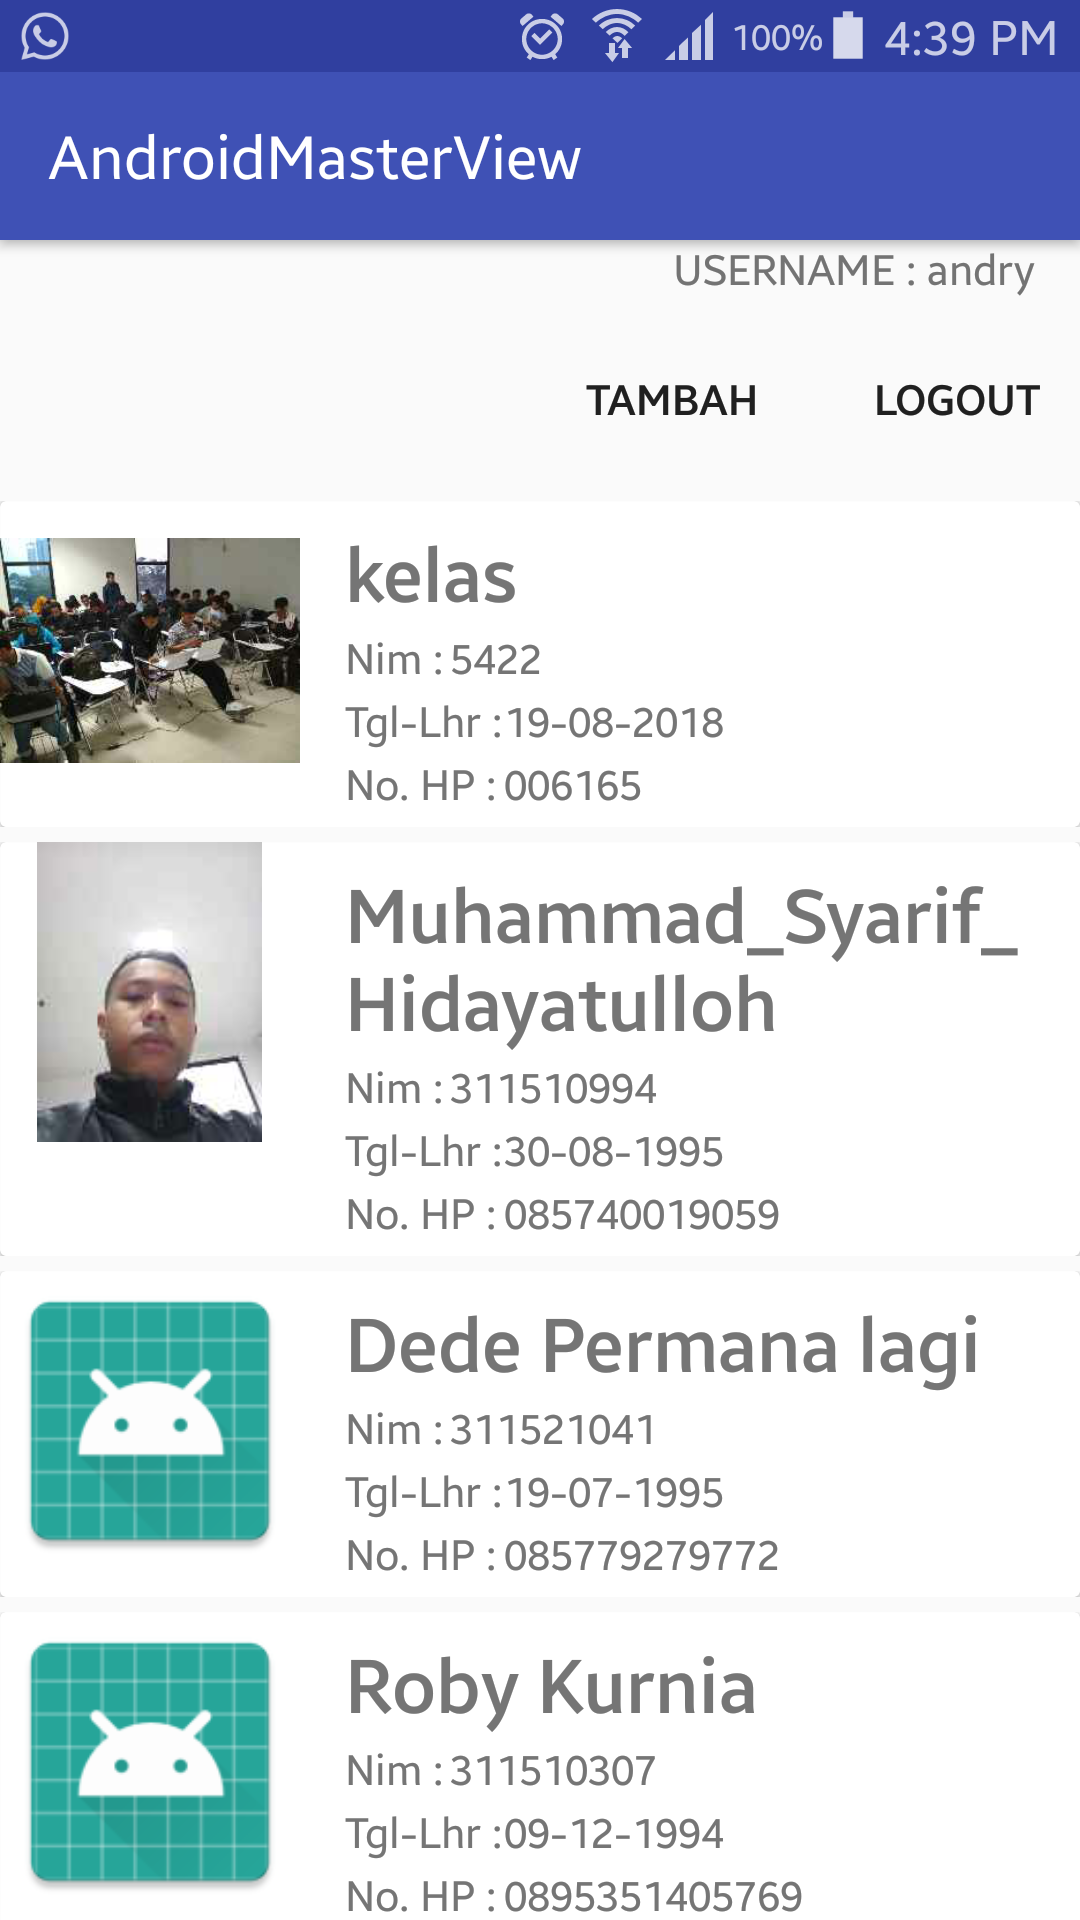 100% 4:39 PM
AndroidMasterView
USERNAME : andry
TAMBAH LOGOUT
kelas
Nim : 5422
Tgl-Lhr :19-08-2018
No. HP : 006165
Muhammad_Syarif_
Hidayatulloh
Nim : 311510994
Tgl-Lhr :30-08-1995
No. HP : 085740019059
Dede Permana lagi
Nim : 311521041
Tgl-Lhr :19-07-1995
No. HP : 085779279772
Roby Kurnia
Nim : 311510307
Tgl-Lhr :09-12-1994
No. HP : 0895351405769